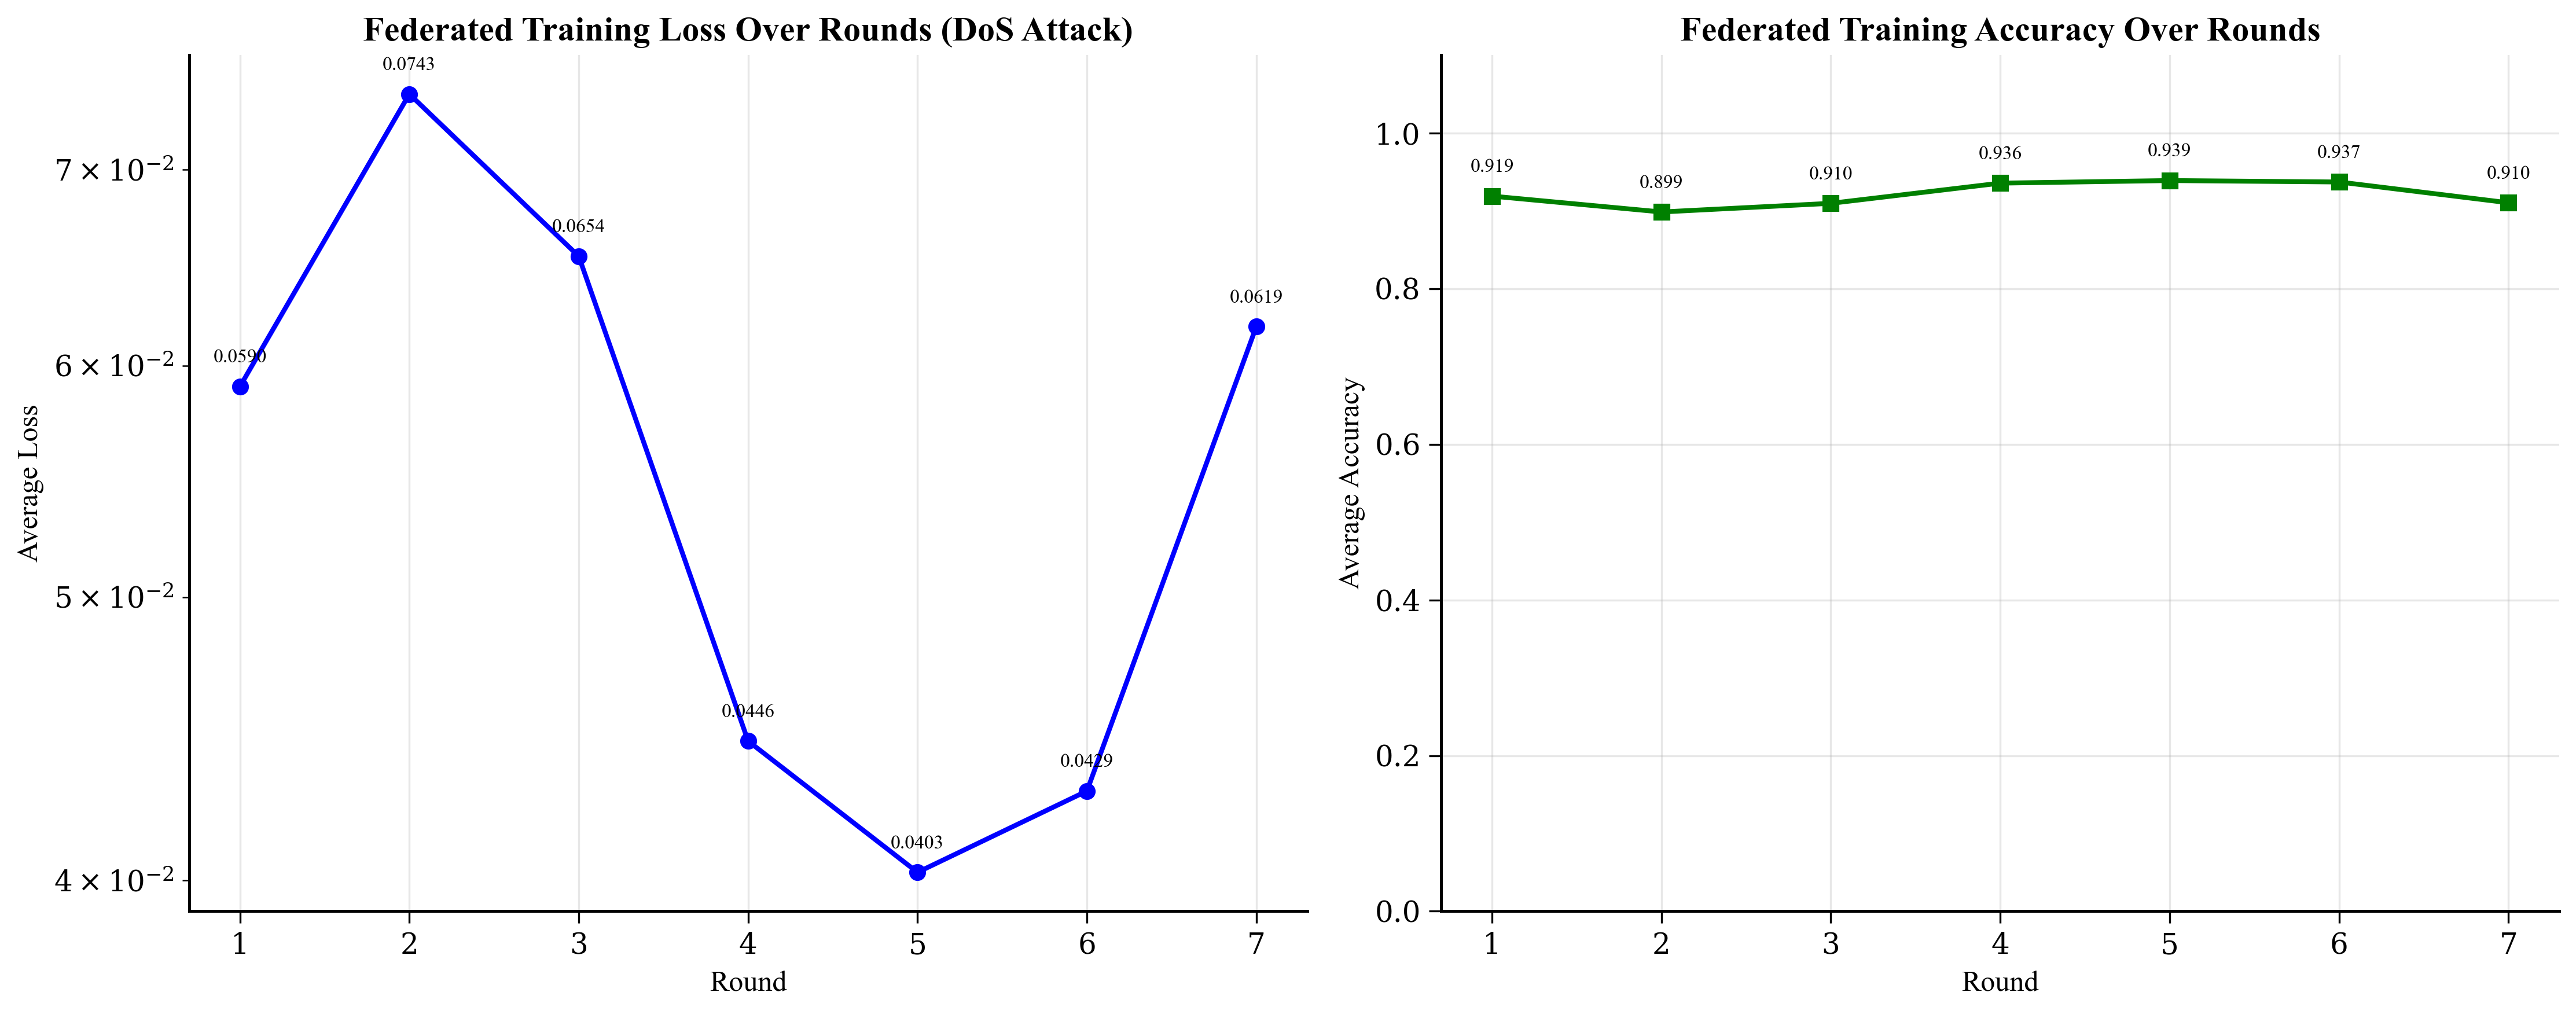 Federated Training Loss Over Rounds (DoS Attack)
0.0743
7 × 10⁻²
0.0654
0.0619
0.0590
6 × 10⁻²
Average Loss
5 × 10⁻²
0.0446
0.0429
0.0403
4 × 10⁻²
1 2 3 4 5 6 7
Round
Federated Training Accuracy Over Rounds
1.0
0.919 0.899 0.910 0.936 0.939 0.937 0.910
0.8
0.6
Average Accuracy
0.4
0.2
0.0
1 2 3 4 5 6 7
Round